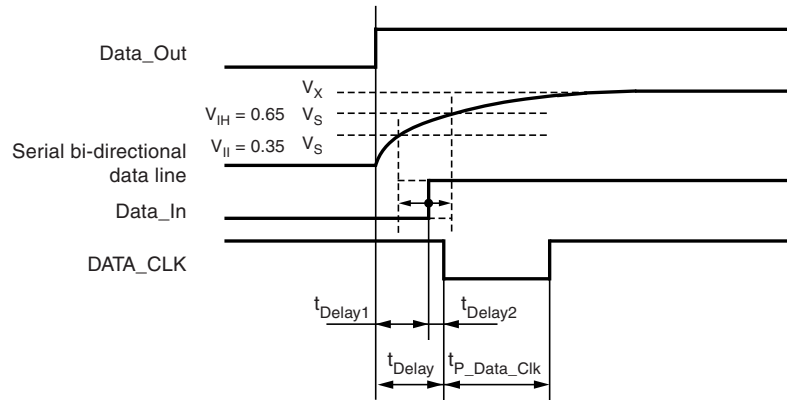 Data_Out
V_X
V_IH = 0.65 V_S
V_Il = 0.35 V_S
Serial bi-directional
data line
Data_In
DATA_CLK
t_Delay1
t_Delay2
t_Delay
t_P_Data_Clk